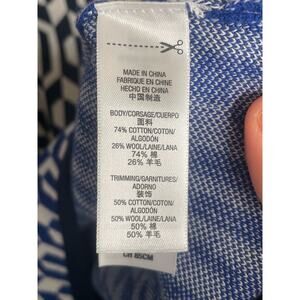 MADE IN CHINA
FABRIQUE EN CHINE
HECHO EN CHINA
中国制造
BODY/CORSAGE/CUERPO
面料
74% COTTON/COTON/
ALGODÓN
26% WOOL/LAINE/LANA
74% 棉
26% 羊毛
TRIMMING/GARNITURES/
ADORNO
装饰
50% COTTON/COTON/
ALGODÓN
50% WOOL/LAINE/LANA
50% 棉
50% 羊毛
85CM